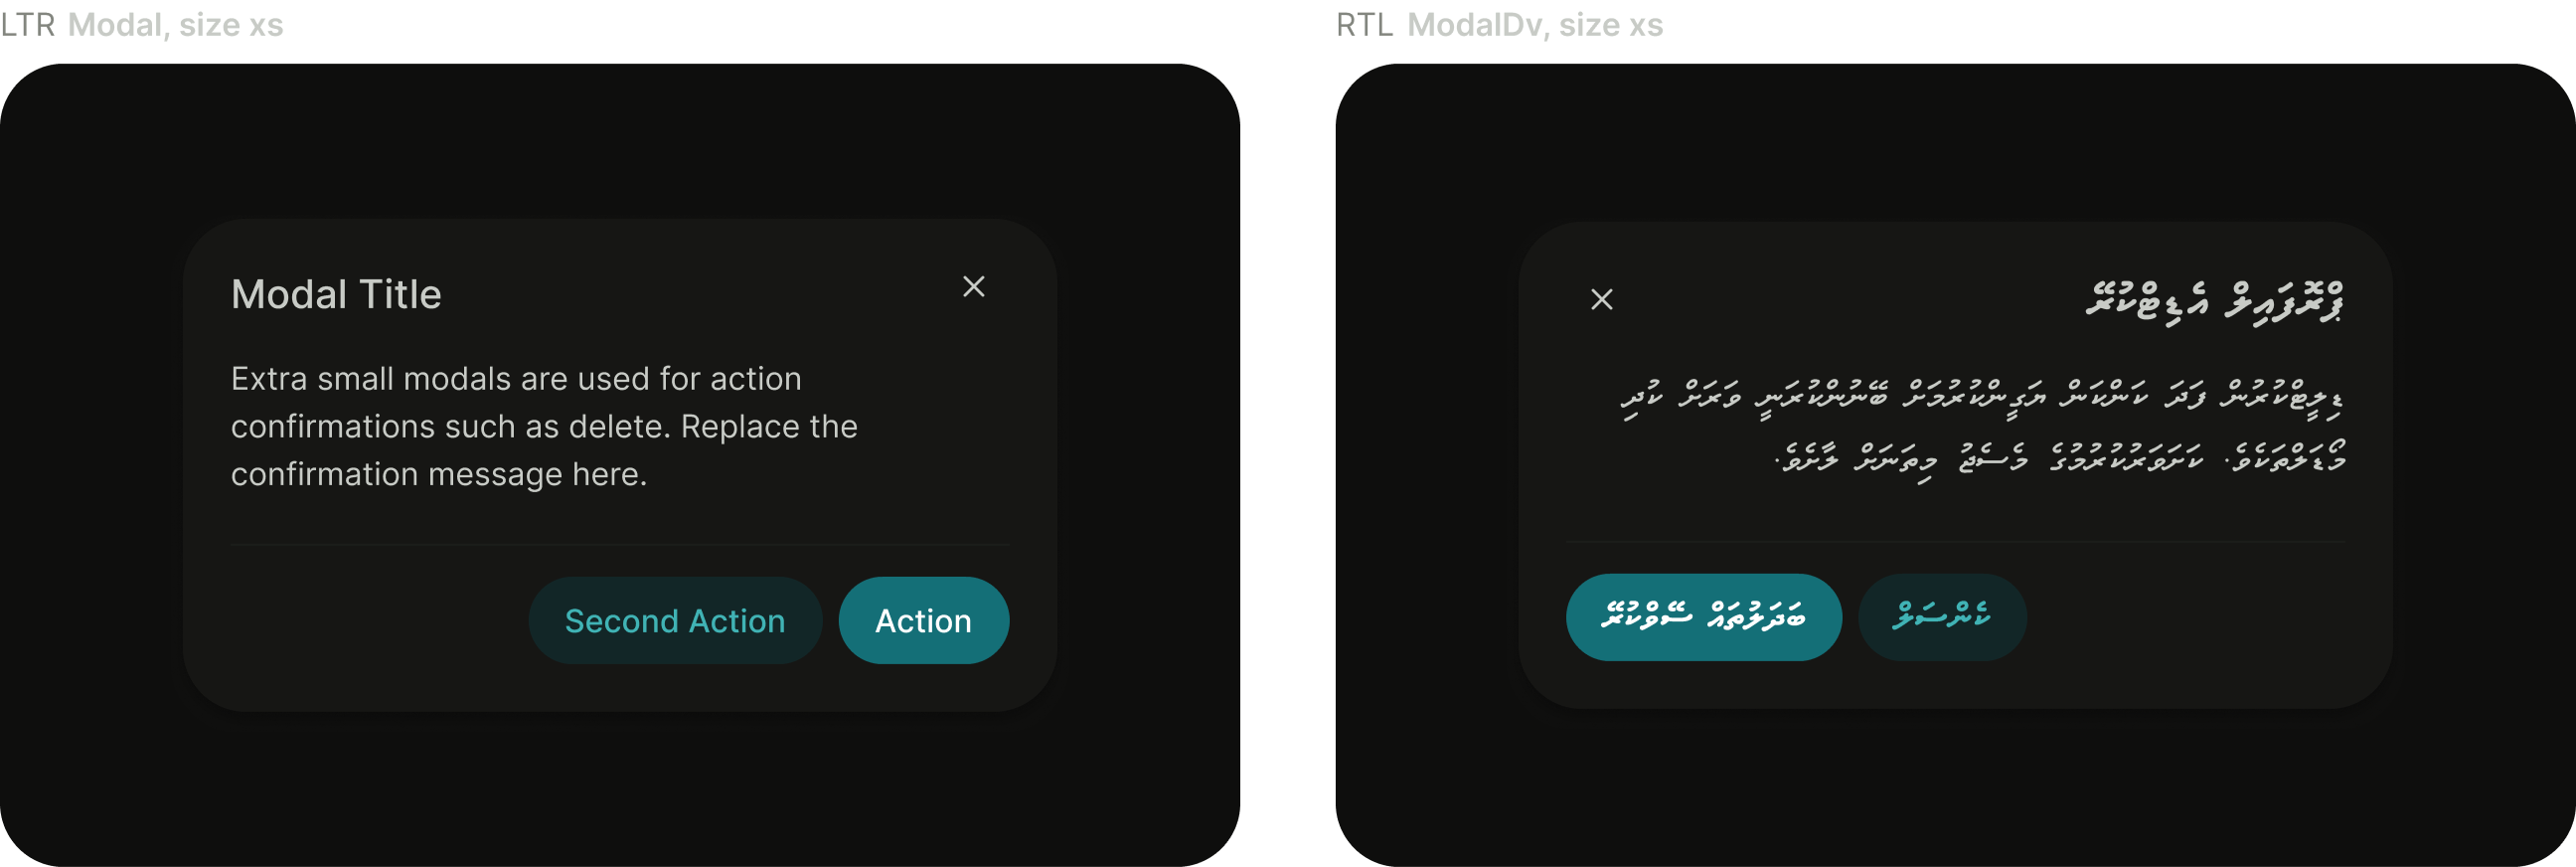 LTR Modal, size xs
Modal Title
Extra small modals are used for action
confirmations such as delete. Replace the
confirmation message here.
Second Action
Action
RTL ModalDv, size xs
ޕްރޮފައިލް އެޑިޓްކުރޭ
ޑިލީޓްކުރުން ފަދަ ކަންކަން ޔަގީންކުރުމަށް ބޭނުންކުރަނީ ވަރަށް ކުދި
މޯޑަލްތަކެވެ. ކަށަވަރުކުރުމުގެ މެސެޖު މިތަނަށް ލާށެވެ.
ކެންސަލް
ބަދަލުތައް ސޭވްކުރޭ